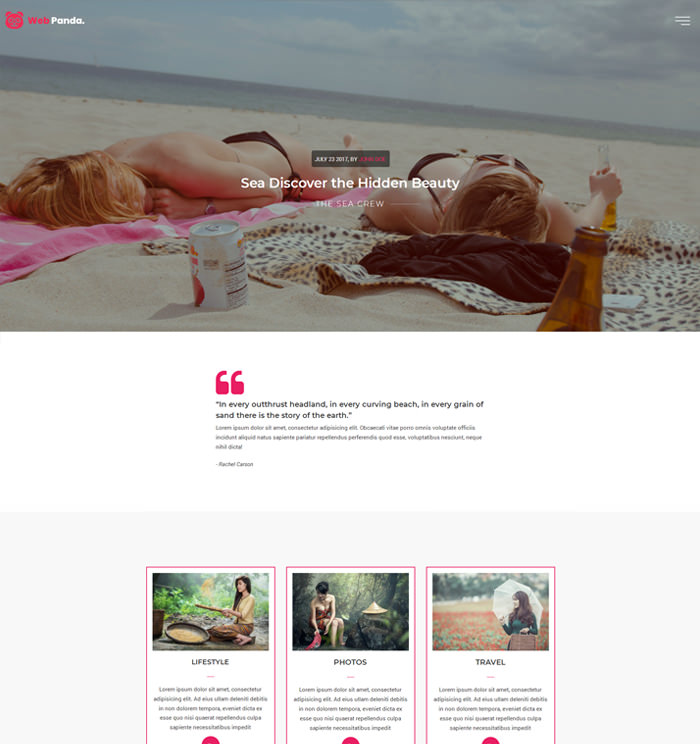 WebPanda.
JULY 23 2017, BY JOHN DOE
Sea Discover the Hidden Beauty
THE SEA CREW
“In every outthrust headland, in every curving beach, in every grain of
sand there is the story of the earth.”
Lorem ipsum dolor sit amet, consectetur adipisicing elit. Obcaecati vitae porro omnis voluptate officiis
incidunt aliquid natus sapiente pariatur repellendus perferendis quod esse, voluptatibus nesciunt, neque
nihil dicta!
- Rachel Carson
LIFESTYLE
Lorem ipsum dolor sit amet, consectetur
adipisicing elit. Ad eius ullam deleniti debitis
in non dolorem tempora, eveniet dicta ex
esse quo nisi quaerat repellendus culpa
sapiente necessitatibus impedit
PHOTOS
Lorem ipsum dolor sit amet, consectetur
adipisicing elit. Ad eius ullam deleniti debitis
in non dolorem tempora, eveniet dicta ex
esse quo nisi quaerat repellendus culpa
sapiente necessitatibus impedit
TRAVEL
Lorem ipsum dolor sit amet, consectetur
adipisicing elit. Ad eius ullam deleniti debitis
in non dolorem tempora, eveniet dicta ex
esse quo nisi quaerat repellendus culpa
sapiente necessitatibus impedit